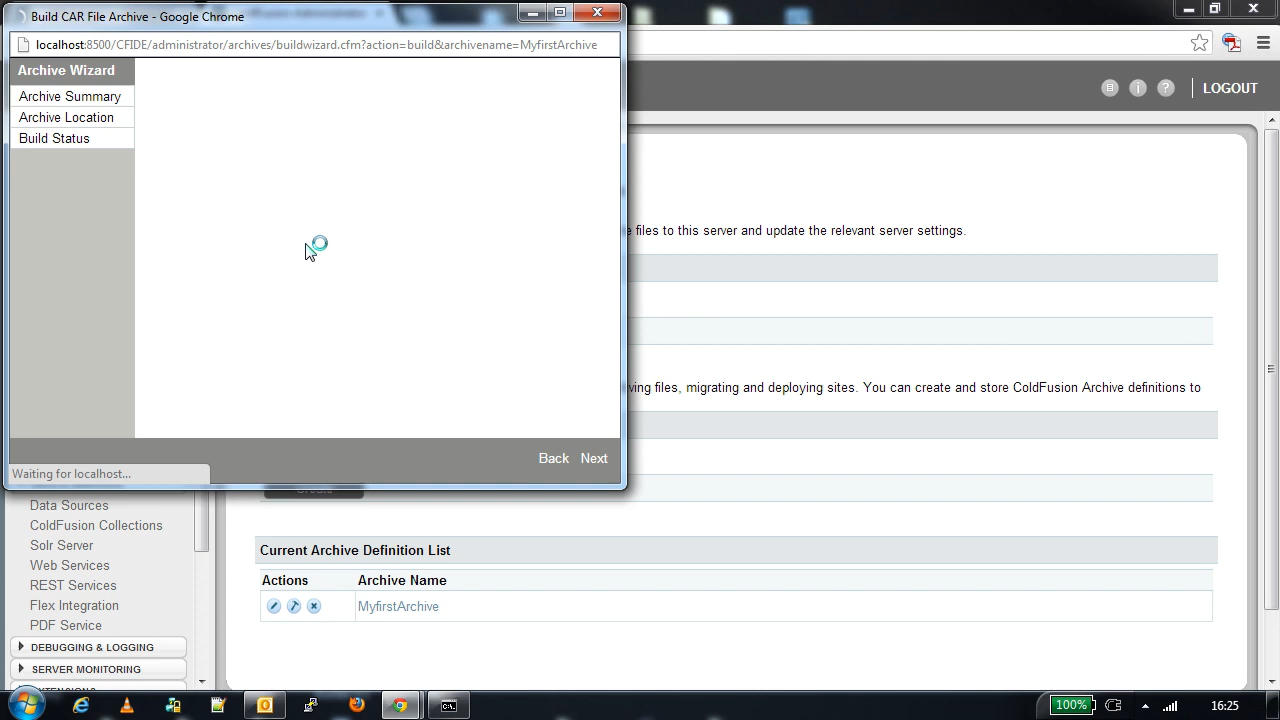 Build CAR File Archive - Google Chrome
localhost:8500/CFIDE/administrator/archives/buildwizard.cfm?action=build&archivename=MyfirstArchive
Archive Wizard
Archive Summary
Archive Location
Build Status
Back Next
Waiting for localhost...
LOGOUT
e files to this server and update the relevant server settings.
ving files, migrating and deploying sites. You can create and store ColdFusion Archive definitions to
Current Archive Definition List
Actions Archive Name
MyfirstArchive
Data Sources
ColdFusion Collections
Solr Server
Web Services
REST Services
Flex Integration
PDF Service
DEBUGGING & LOGGING
SERVER MONITORING
100%
16:25